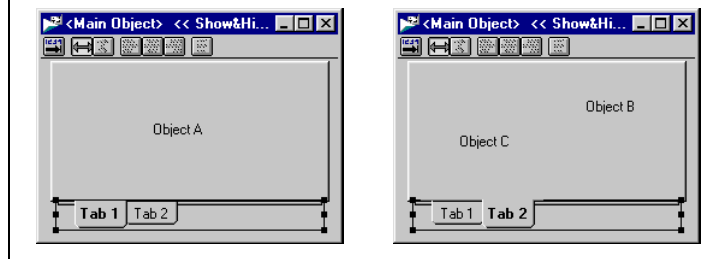 <Main Object> << Show&Hi...
Object A
Tab 1 Tab 2
<Main Object> << Show&Hi...
Object B
Object C
Tab 1 Tab 2